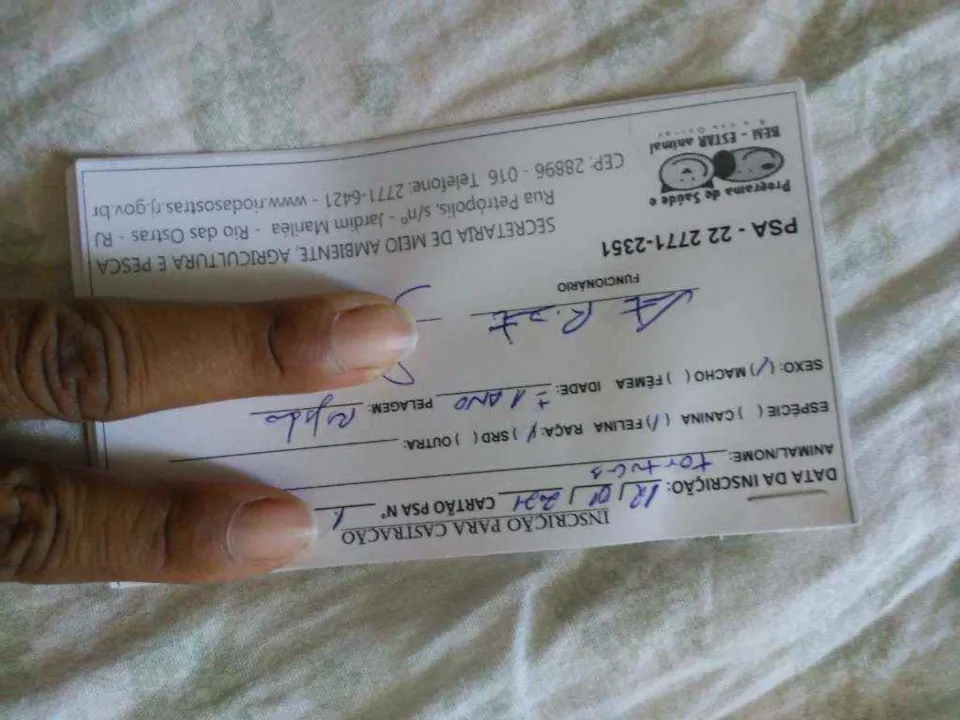 INSCRIÇÃO PARA CASTRAÇÃO
DATA DA INSCRIÇÃO: 12 01 2021 CARTÃO PSA Nº
ANIMAL/NOME:
ESPÉCIE ( ) CANINA (/) FELINA RAÇA: (/) SRD ( ) OUTRA:
SEXO: (/) MACHO ( ) FÊMEA IDADE: ± 1 ANO PELAGEM: Rajado
FUNCIONÁRIO
PSA - 22 2771-2351
SECRETARIA DE MEIO AMBIENTE, AGRICULTURA E PESCA
Rua Petrópolis, s/nº - Jardim Mariléa - Rio das Ostras - RJ
CEP: 28896 - 016 Telefone: 2771-6421 - www.riodasostras.rj.gov.br
Programa de Saúde e
BEM - ESTAR animal